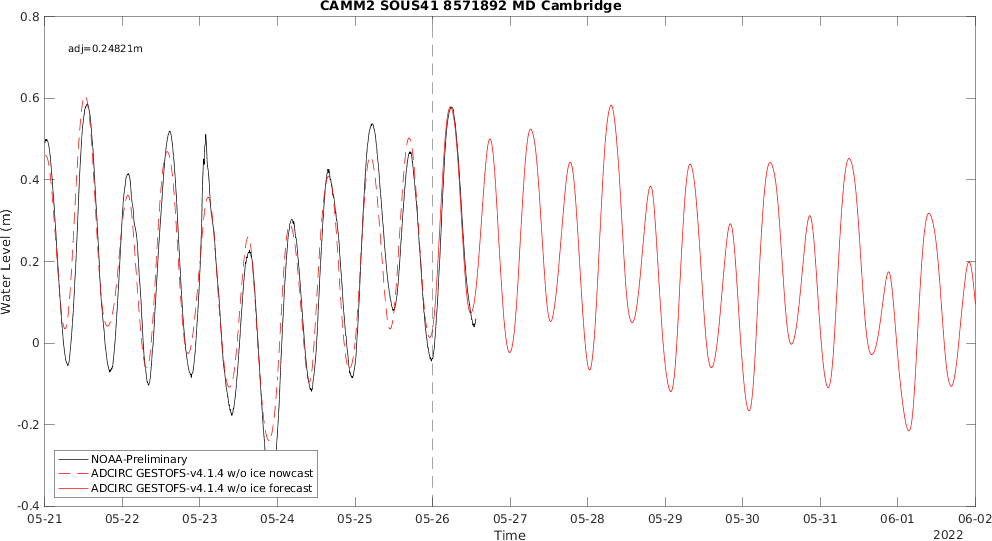 CAMM2 SOUS41 8571892 MD Cambridge
adj=0.24821m
Water Level (m)
0.8
0.6
0.4
0.2
0
-0.2
-0.4
NOAA-Preliminary
ADCIRC GESTOFS-v4.1.4 w/o ice nowcast
ADCIRC GESTOFS-v4.1.4 w/o ice forecast
05-21 05-22 05-23 05-24 05-25 05-26 05-27 05-28 05-29 05-30 05-31 06-01 06-02
Time
2022